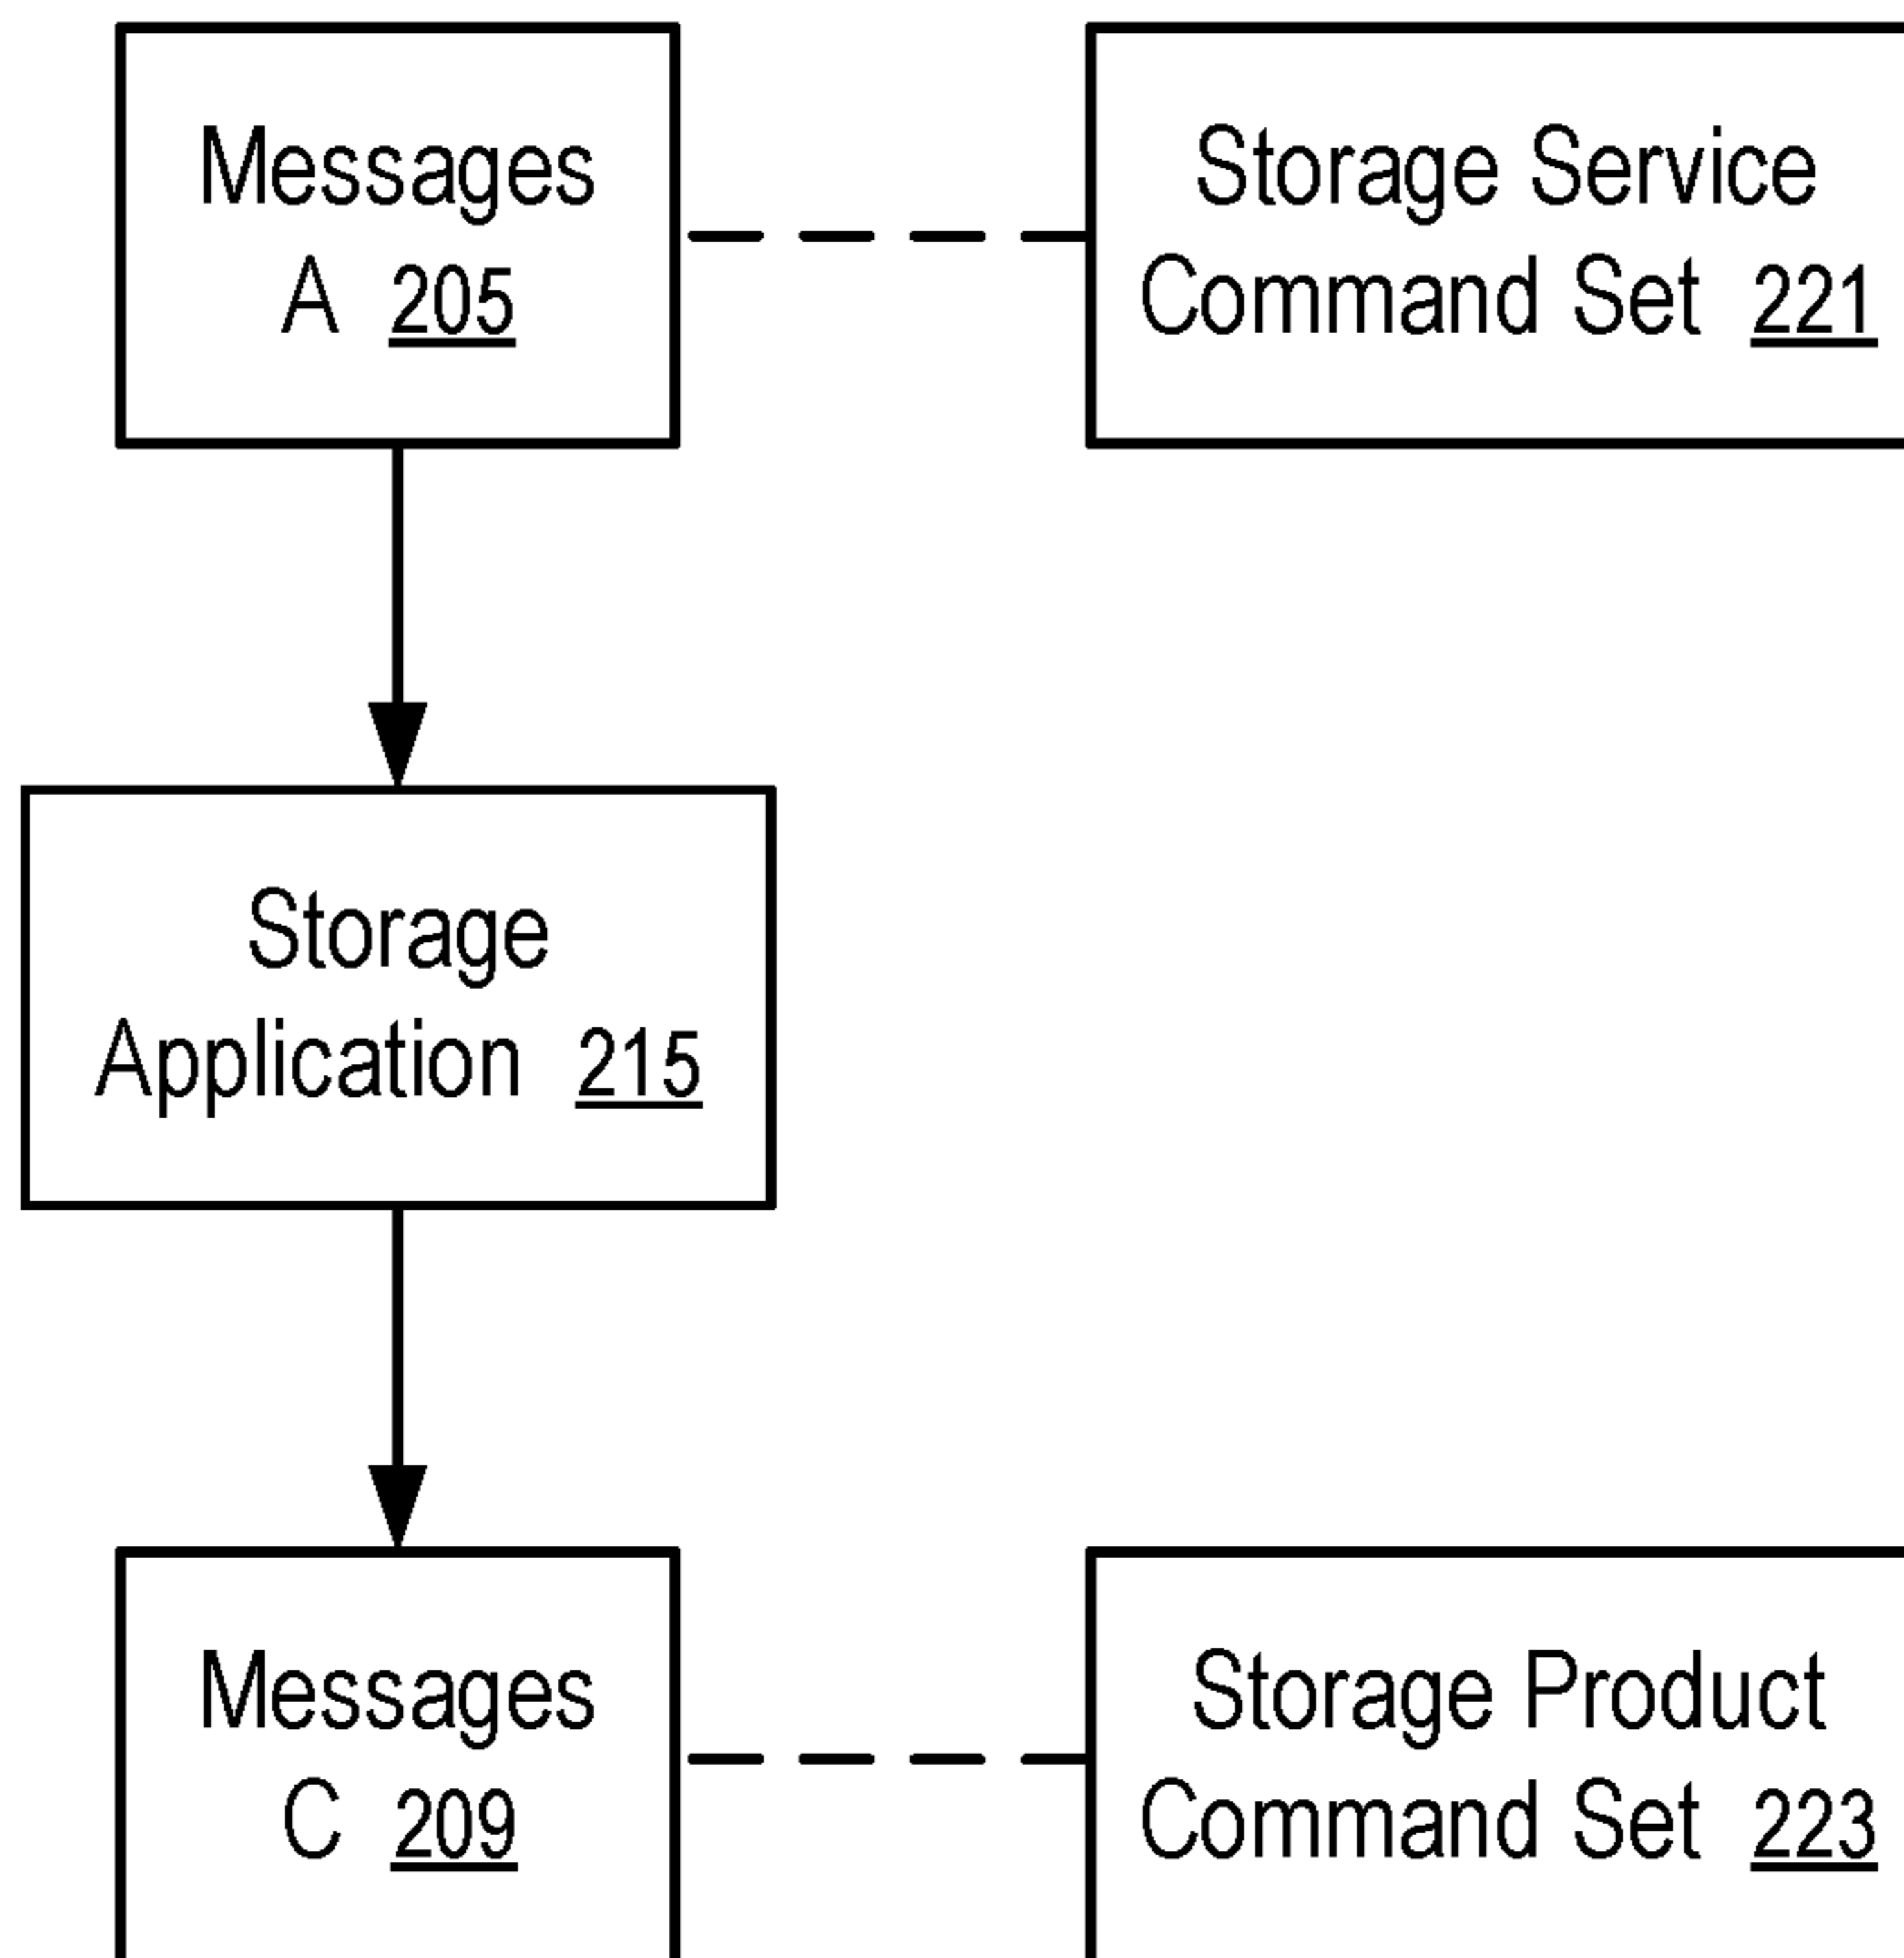 Messages
A 205
Storage Service
Command Set 221
Storage
Application 215
Messages
C 209
Storage Product
Command Set 223